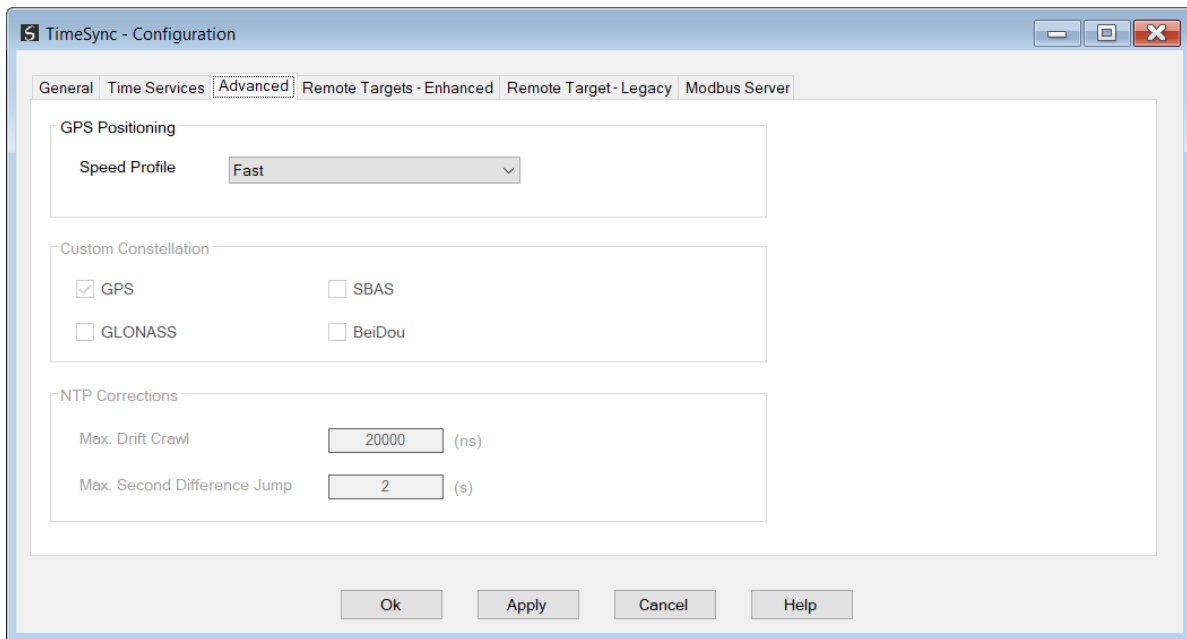 TimeSync - Configuration
General Time Services Advanced Remote Targets - Enhanced Remote Target - Legacy Modbus Server
GPS Positioning
Speed Profile Fast
Custom Constellation
GPS SBAS
GLONASS BeiDou
NTP Corrections
Max. Drift Crawl 20000 (ns)
Max. Second Difference Jump 2 (s)
Ok Apply Cancel Help